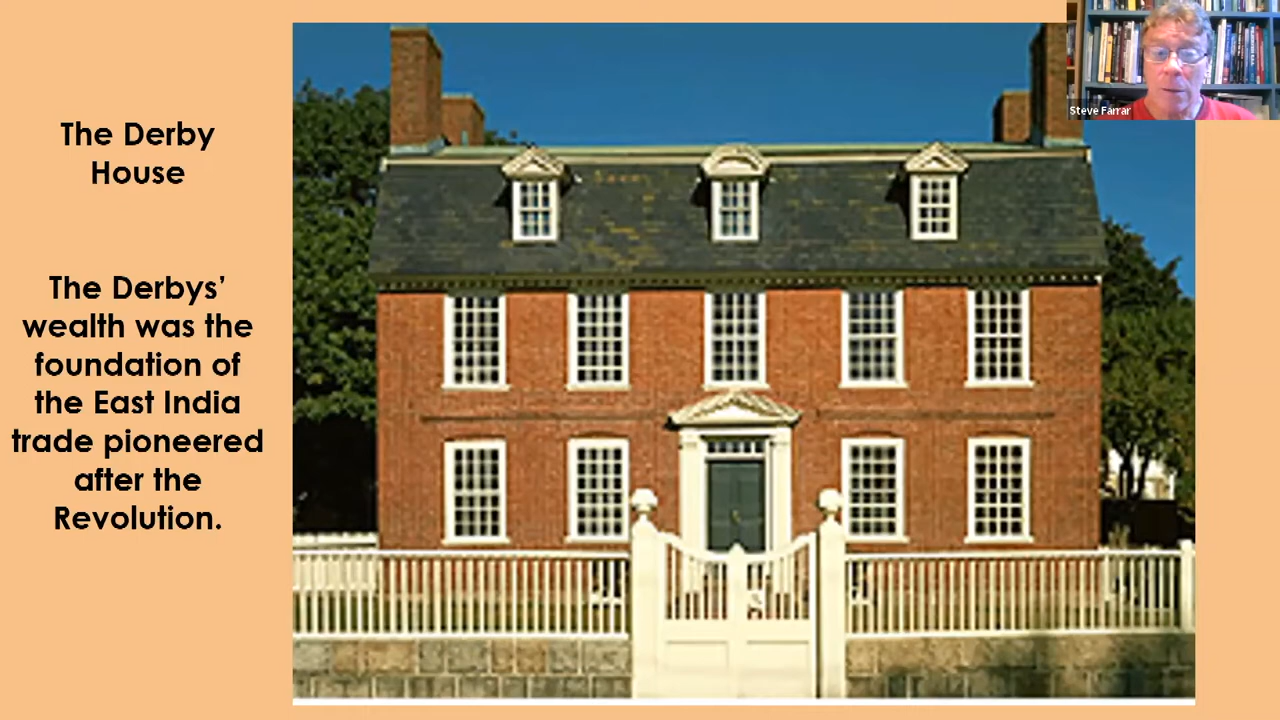 The Derby
House
The Derbys’
wealth was the
foundation of
the East India
trade pioneered
after the
Revolution.
Steve Farrar